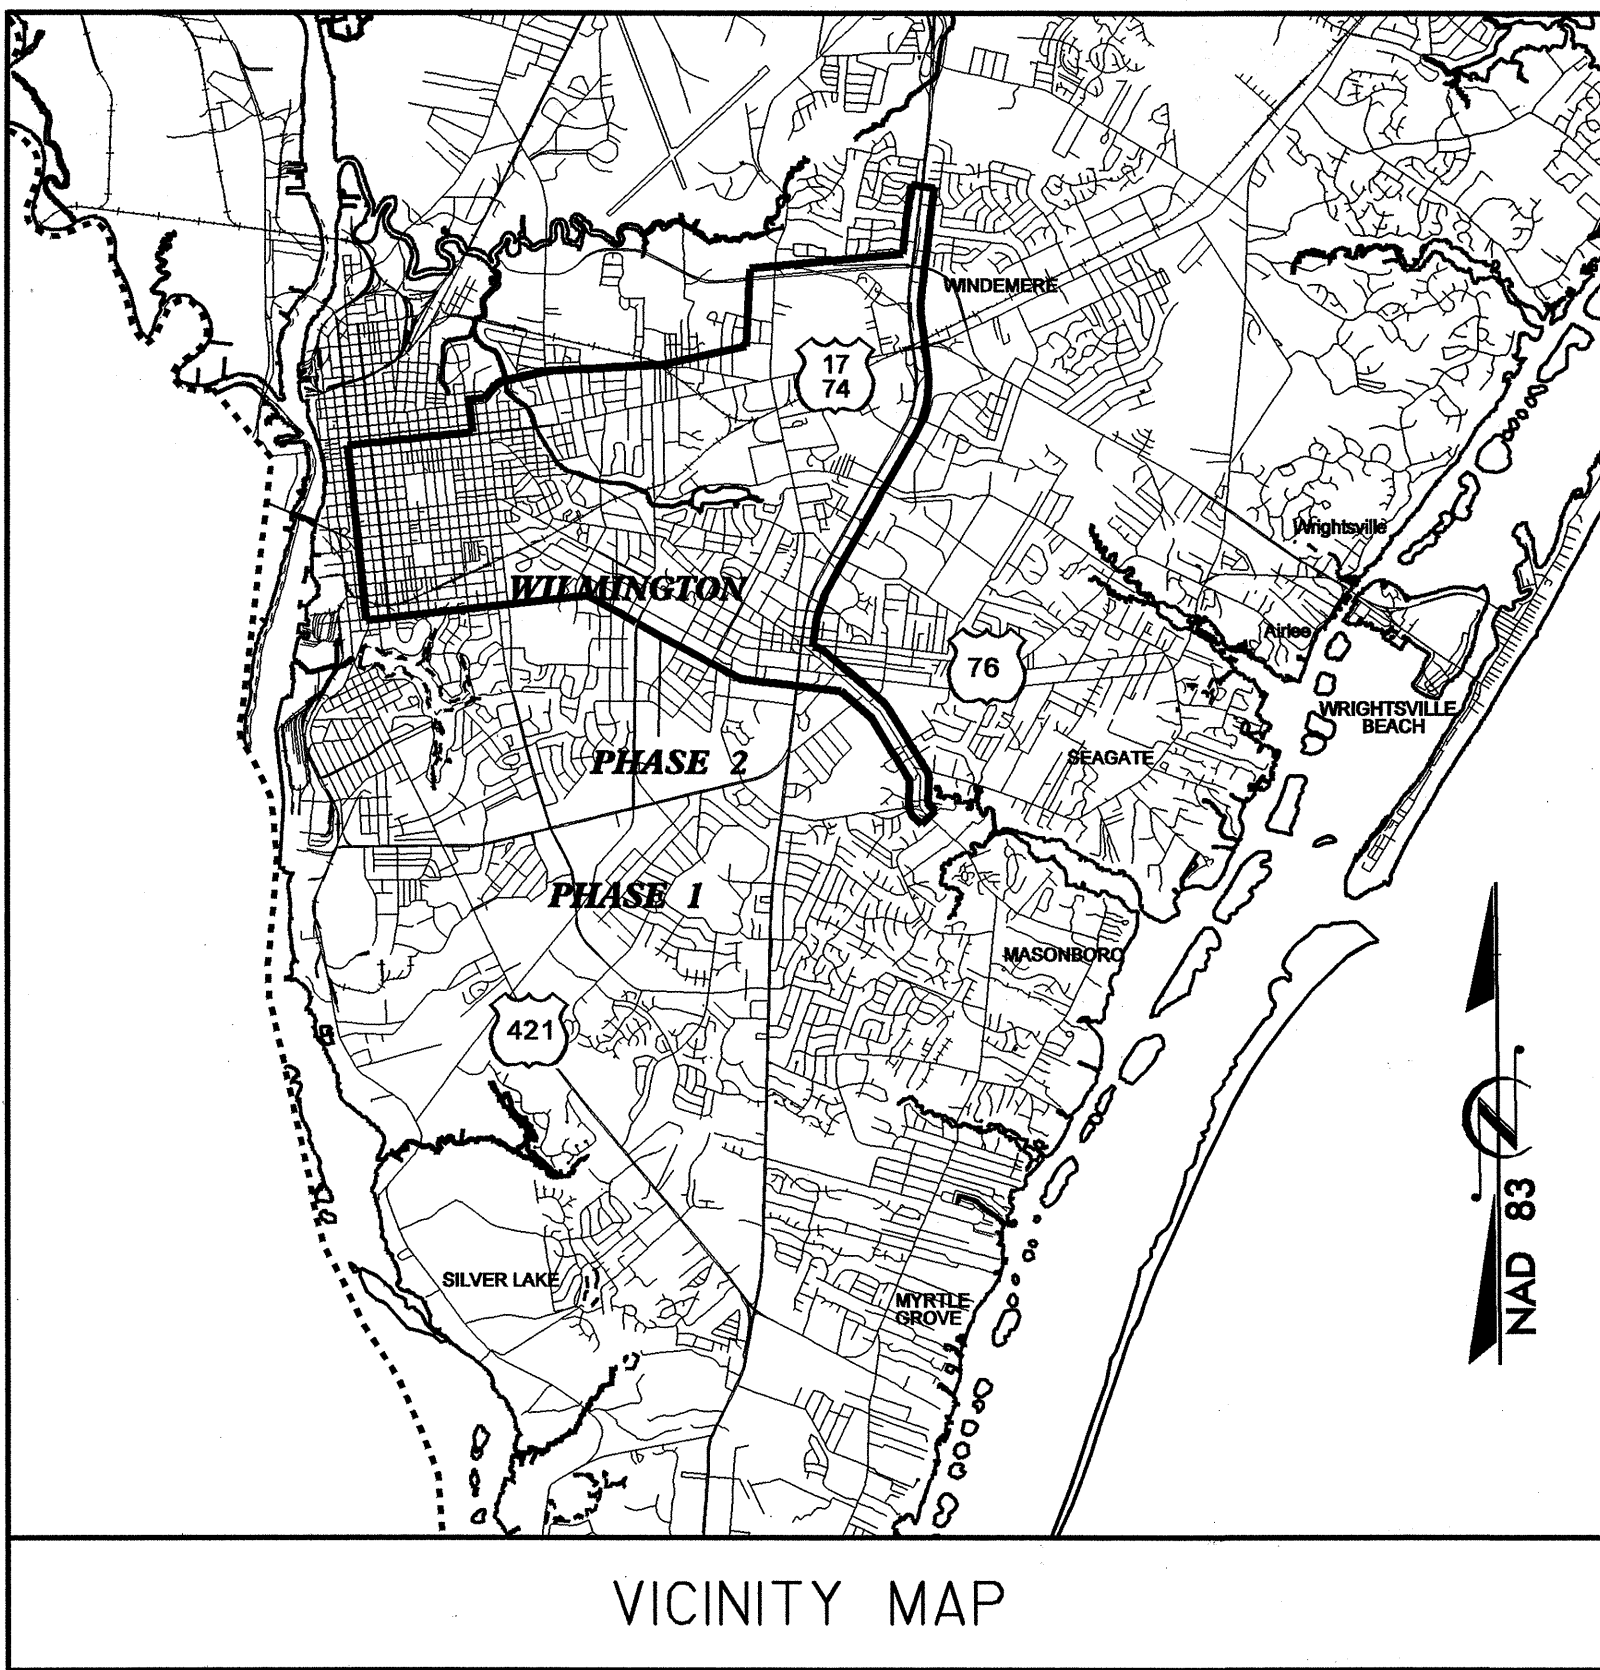 WINDEMERE
17
74
Wrightsville
WILMINGTON
Airlee
76
WRIGHTSVILLE
BEACH
PHASE 2
SEAGATE
PHASE 1
MASONBORO
421
NAD 83
SILVER LAKE
MYRTLE
GROVE
VICINITY MAP